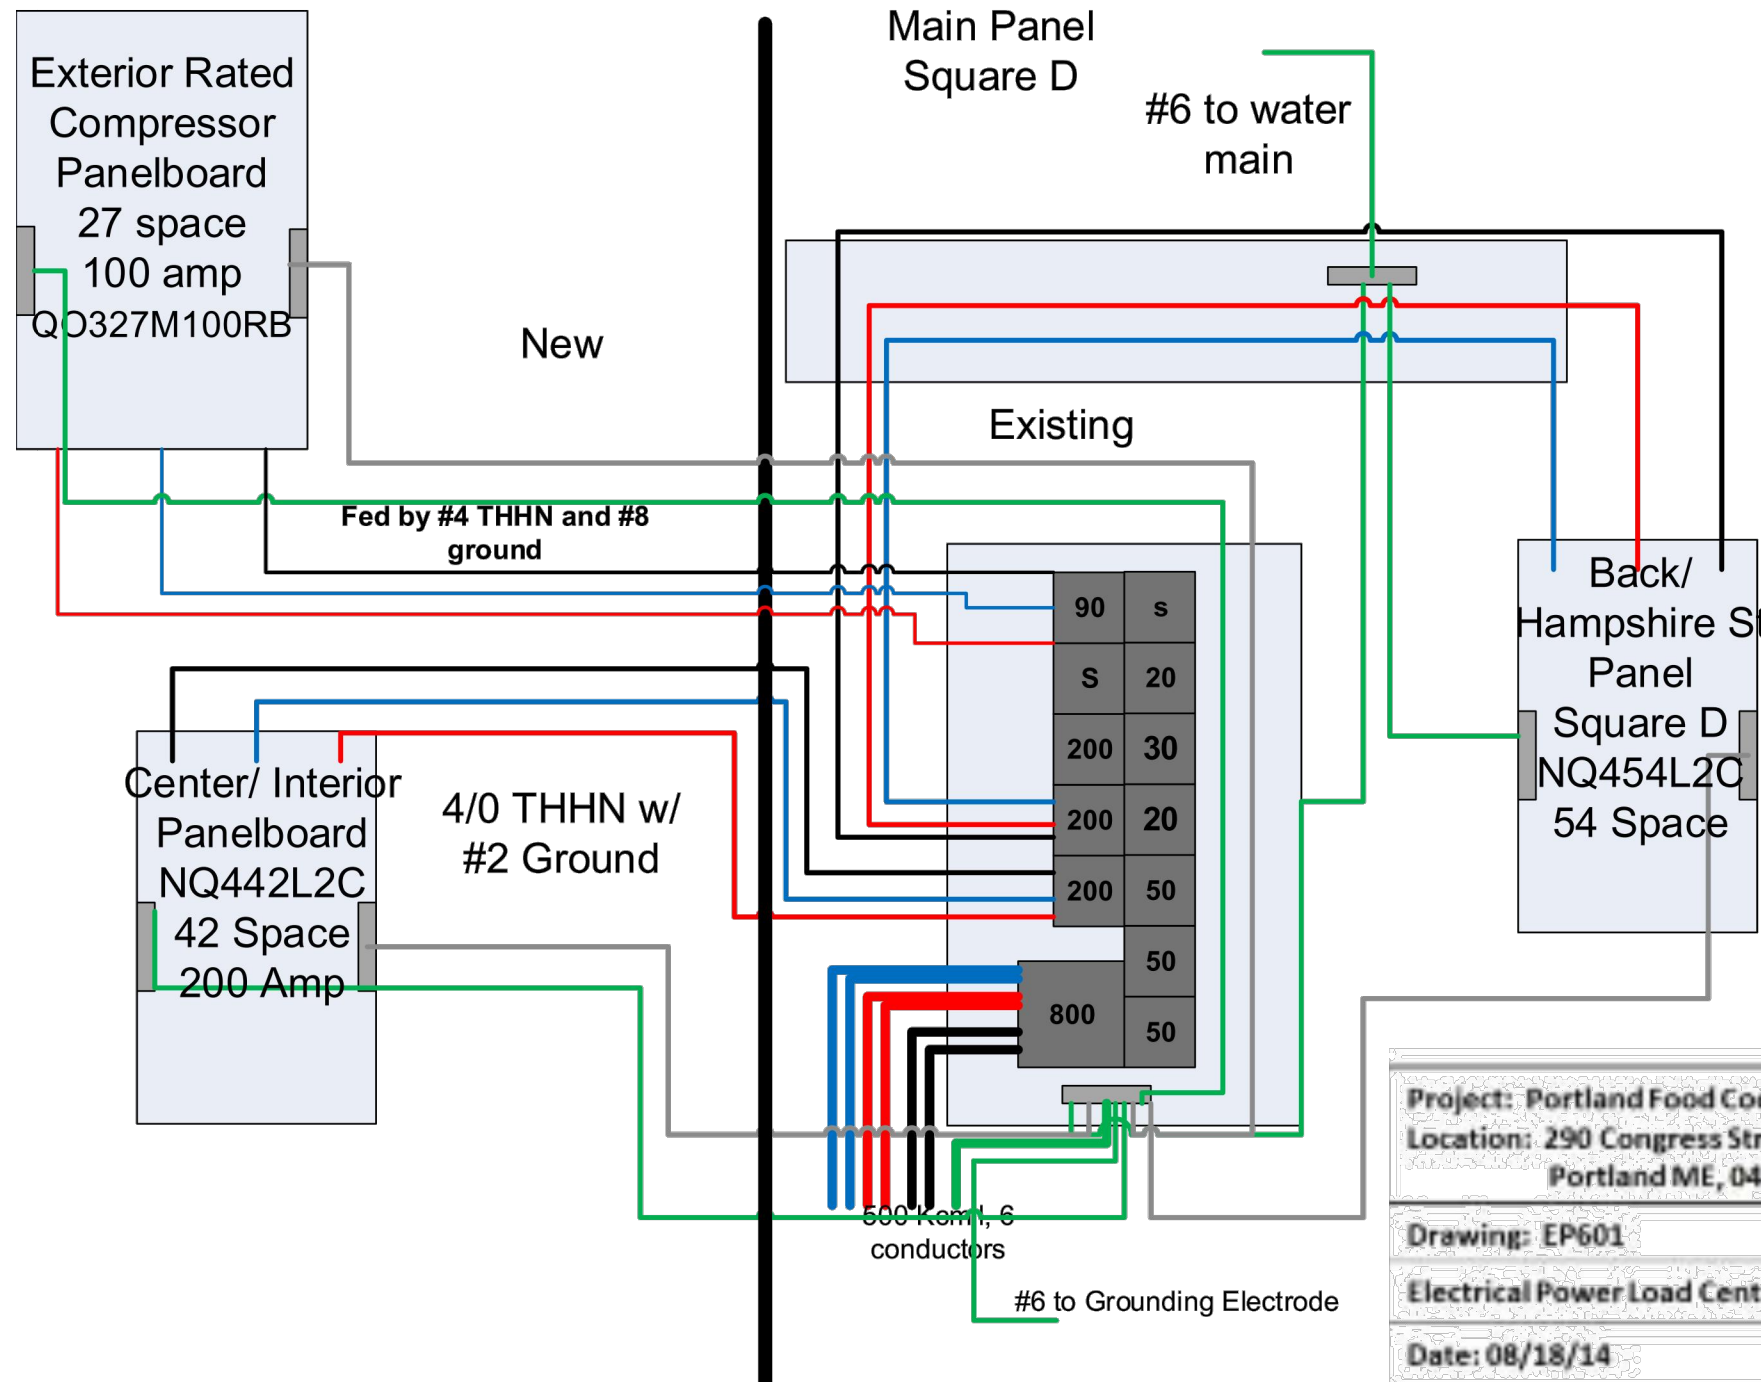 Exterior Rated
Compressor
Panelboard
27 space
100 amp
QO327M100RB
New
Main Panel
Square D
#6 to water
main
Existing
Fed by #4 THHN and #8
ground
90
s
S
20
200
30
200
20
200
50
50
800
50
Back/
Hampshire St
Panel
Square D
NQ454L2C
54 Space
Center/ Interior
Panelboard
NQ442L2C
42 Space
200 Amp
4/0 THHN w/
#2 Ground
500 Kcmil, 6
conductors
#6 to Grounding Electrode
Project: Portland Food Co
Location: 290 Congress Str
Portland ME, 04
Drawing: EP601
Electrical Power Load Cent
Date: 08/18/14